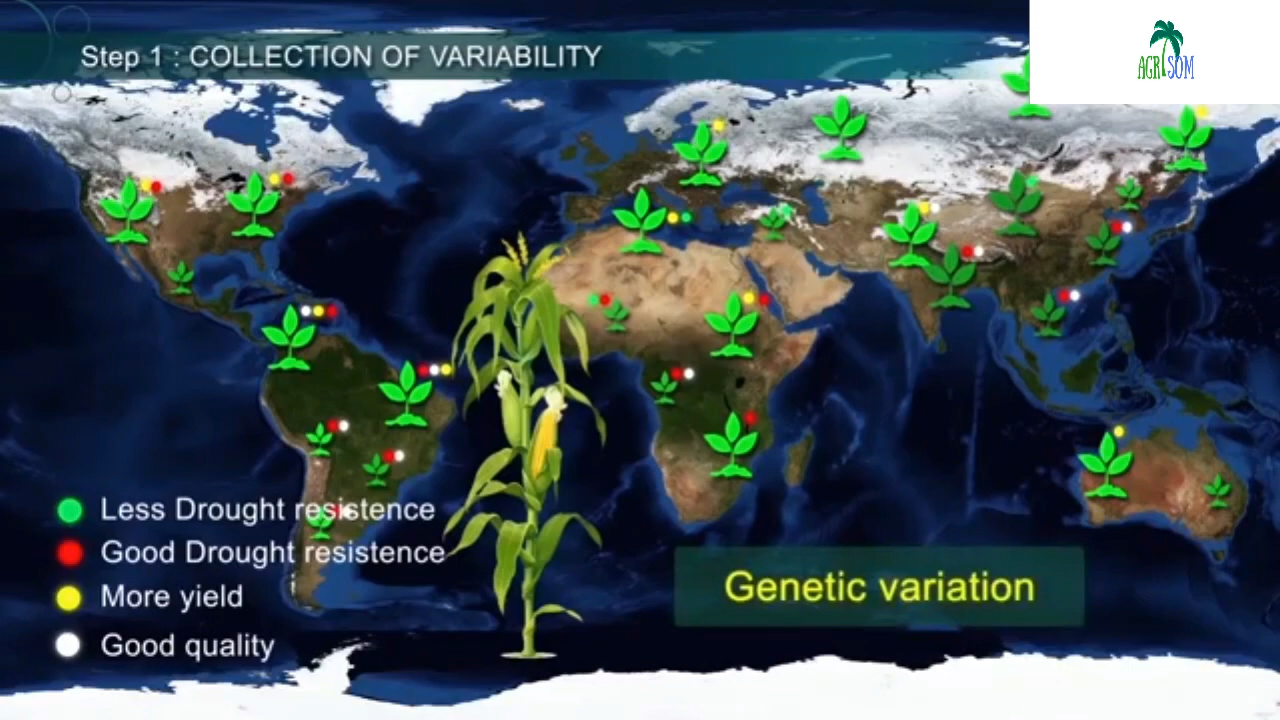 Step 1 : COLLECTION OF VARIABILITY
AGRISOM
Less Drought resistence
Good Drought resistence
More yield
Good quality
Genetic variation